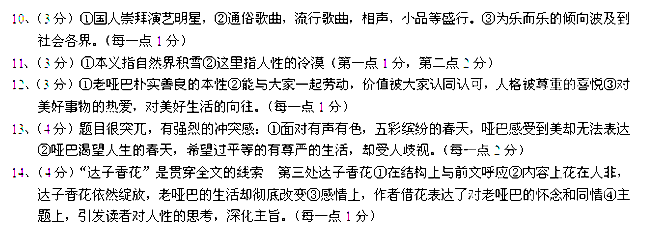 10、（3分）①国人崇拜演艺明星，②通俗歌曲，流行歌曲，相声，小品等盛行。③为乐而乐的倾向波及到
社会各界。（每一点1分）
11、（3分）①本义指自然界积雪②这里指人性的冷漠（第一点1分，第二点2分）
12、（3分）①老哑巴朴实善良的本性②能与大家一起劳动，价值被大家认同认可，人格被尊重的喜悦③对
美好事物的热爱，对美好生活的向往。（每一点1分）
13、（4分）题目很突兀，有强烈的冲突感：①面对有声有色，五彩缤纷的春天，哑巴感受到美却无法表达
②哑巴渴望人生的春天，希望过平等的有尊严的生活，却受人歧视。（每一点2分）
14、（4分）“达子香花”是贯穿全文的线索　第三处达子香花①在结构上与前文呼应②内容上花在人非，
达子香花依然绽放，老哑巴的生活却彻底改变③感情上，作者借花表达了对老哑巴的怀念和同情④主
题上，引发读者对人性的思考，深化主旨。（每一点1分）